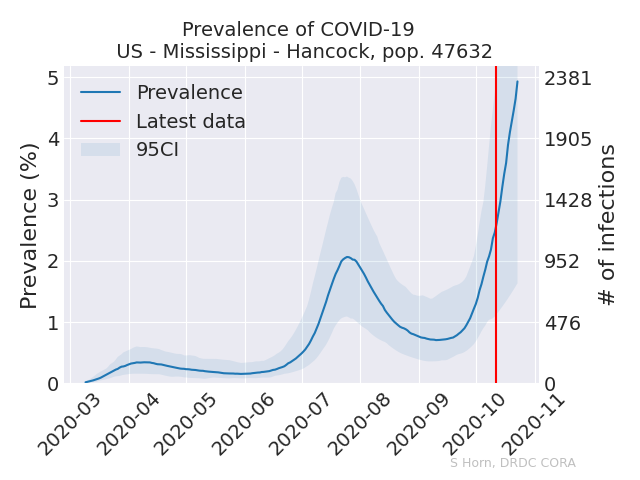 Prevalence of COVID-19
US - Mississippi - Hancock, pop. 47632
Prevalence
Latest data
95CI
Prevalence (%)
5
4
3
2
1
0
2381
1905
1428
952
476
0
# of infections
2020-03
2020-04
2020-05
2020-06
2020-07
2020-08
2020-09
2020-10
2020-11
S Horn, DRDC CORA